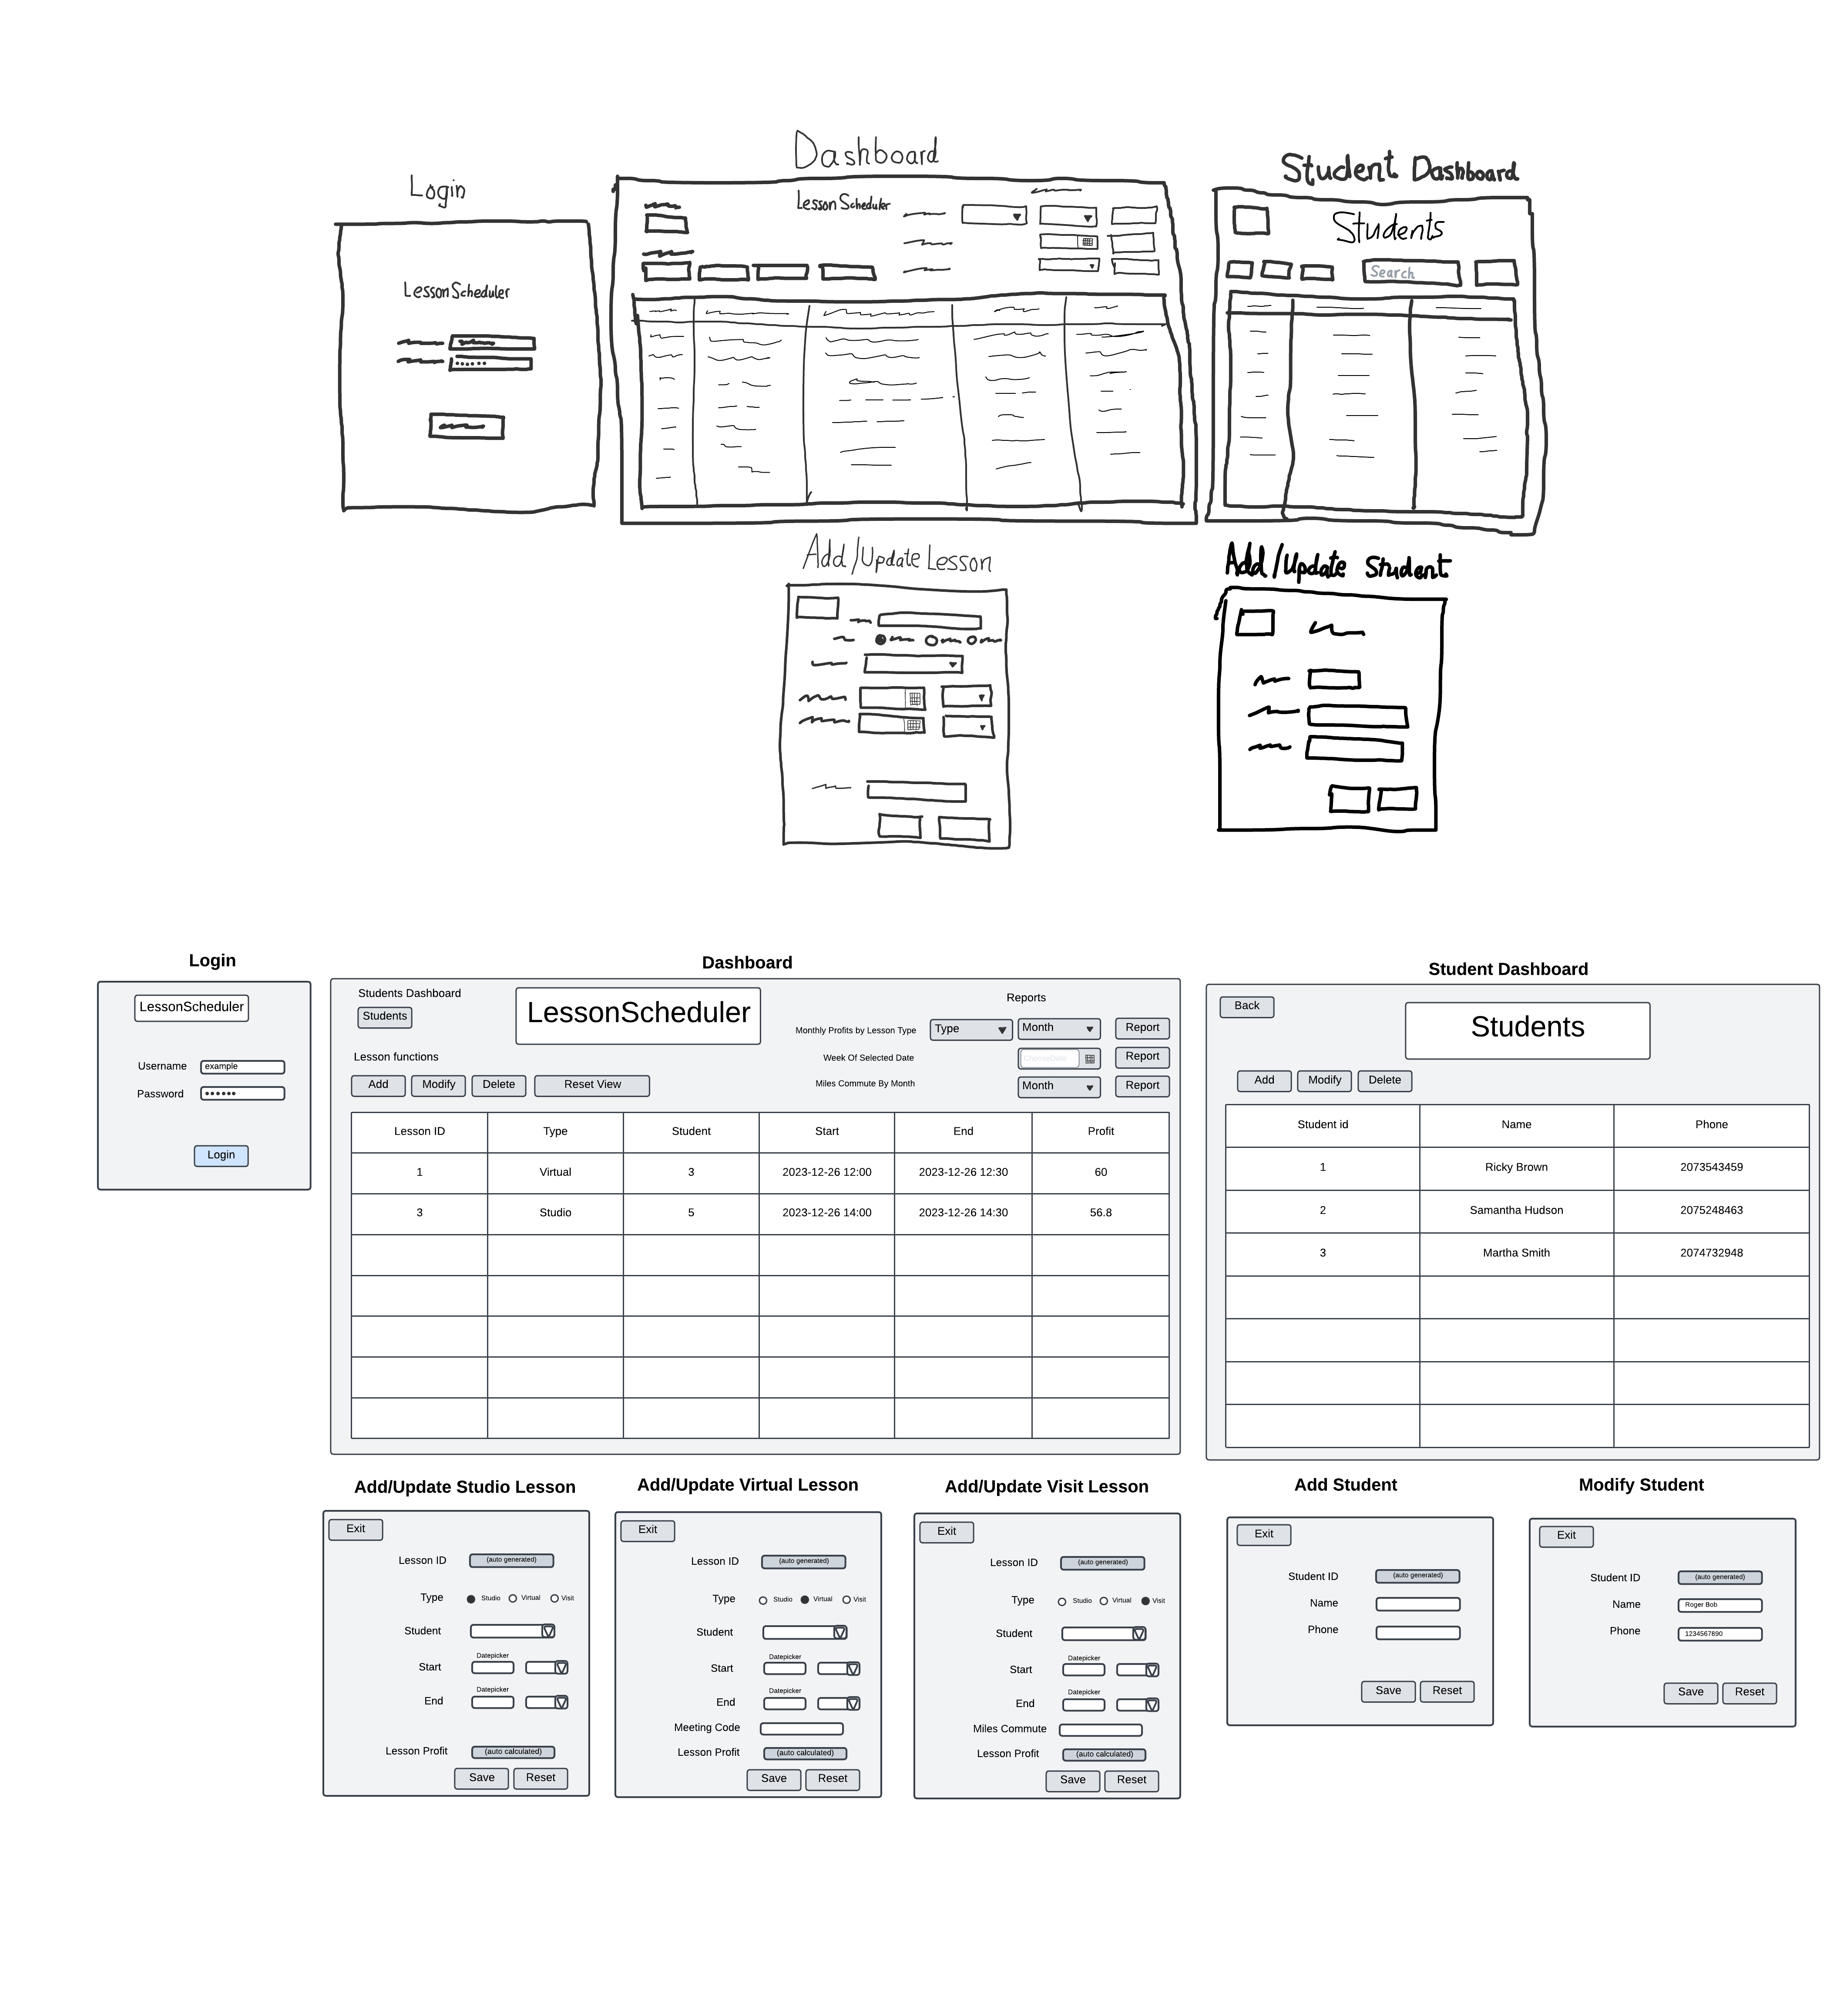 Dashboard
Student Dashboard
Login
LessonScheduler
Students
Search
LessonScheduler
Add/Update Lesson
Add/Update Student
Login
LessonScheduler
Username example
Password ••••••
Login
Dashboard
Students Dashboard
Students
LessonScheduler
Reports
Monthly Profits by Lesson Type Type Month Report
Week Of Selected Date ChooseDate Report
Miles Commute By Month Month Report
Lesson functions
Add Modify Delete Reset View
Lesson ID Type Student Start End Profit
1 Virtual 3 2023-12-26 12:00 2023-12-26 12:30 60
3 Studio 5 2023-12-26 14:00 2023-12-26 14:30 56.8
Student Dashboard
Back
Students
Add Modify Delete
Student id Name Phone
1 Ricky Brown 2073543459
2 Samantha Hudson 2075248463
3 Martha Smith 2074732948
Add/Update Studio Lesson
Exit
Lesson ID (auto generated)
Type Studio Virtual Visit
Student
Datepicker
Start
Datepicker
End
Lesson Profit (auto calculated)
Save Reset
Add/Update Virtual Lesson
Exit
Lesson ID (auto generated)
Type Studio Virtual Visit
Student
Datepicker
Start
Datepicker
End
Meeting Code
Lesson Profit (auto calculated)
Save Reset
Add/Update Visit Lesson
Exit
Lesson ID (auto generated)
Type Studio Virtual Visit
Student
Datepicker
Start
Datepicker
End
Miles Commute
Lesson Profit (auto calculated)
Save Reset
Add Student
Exit
Student ID (auto generated)
Name
Phone
Save Reset
Modify Student
Exit
Student ID (auto generated)
Name Roger Bob
Phone 1234567890
Save Reset